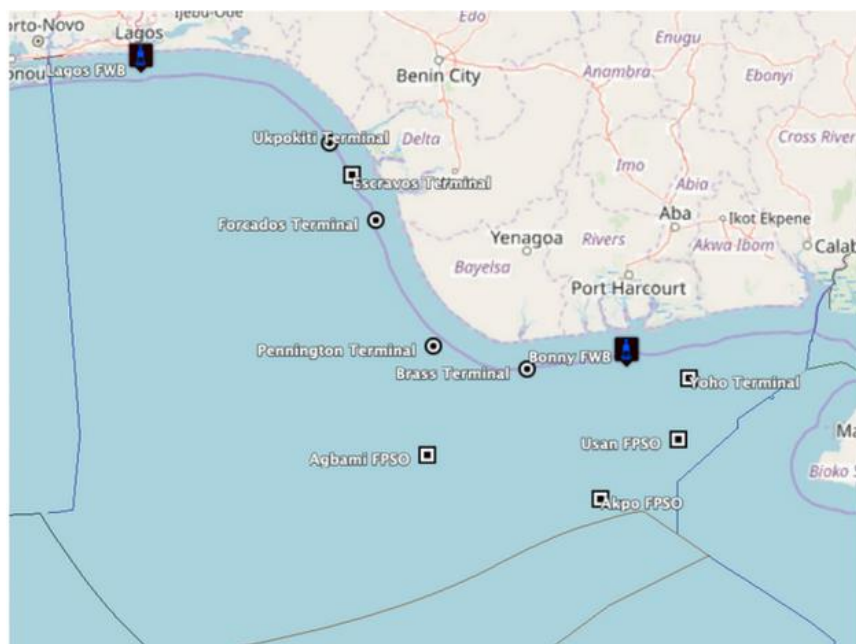 orto-Novo
Ijebu-Ode
Lagos
onou
Lagos FWB
Edo
Enugu
Benin City
Anambra
Ebonyi
Ukpokiti Terminal
Delta
Cross River
Escravos Terminal
Imo
Abia
Forcados Terminal
Aba
Ikot Ekpene
Yenagoa
Rivers
Akwa Ibom
Calab
Bayelsa
Port Harcourt
Pennington Terminal
Bonny FWB
Brass Terminal
Yoho Terminal
Agbami FPSO
Usan FPSO
Ma
Bioko S
Akpo FPSO